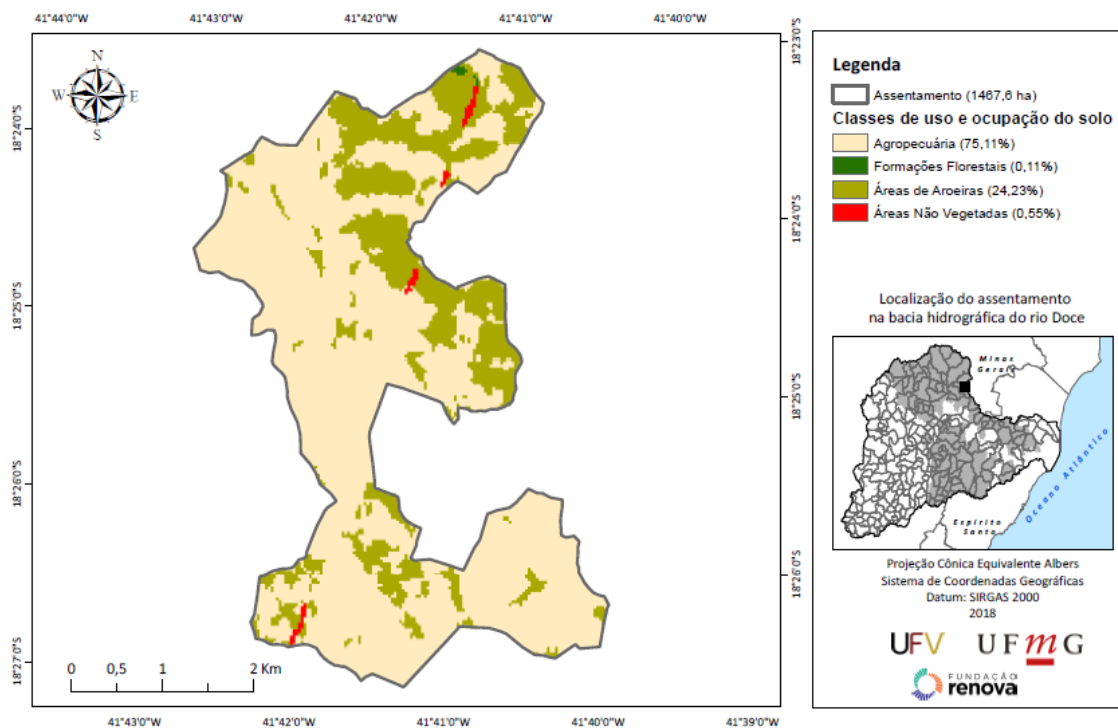 41°44'0"W 41°43'0"W 41°42'0"W 41°41'0"W 41°40'0"W
N
W E
S
18°24'0"S
18°25'0"S
18°26'0"S
18°27'0"S
18°23'0"S
18°24'0"S
18°25'0"S
18°26'0"S
0 0,5 1 2 Km
41°43'0"W 41°42'0"W 41°41'0"W 41°40'0"W 41°39'0"W
Legenda
Assentamento (1467,6 ha)
Classes de uso e ocupação do solo
Agropecuária (75,11%)
Formações Florestais (0,11%)
Áreas de Aroeiras (24,23%)
Áreas Não Vegetadas (0,55%)
Localização do assentamento
na bacia hidrográfica do rio Doce
Minas
Gerais
Oceano Atlântico
Espírito
Santo
Projeção Cônica Equivalente Albers
Sistema de Coordenadas Geográficas
Datum: SIRGAS 2000
2018
UFV UFmG
FUNDAÇÃO
renova